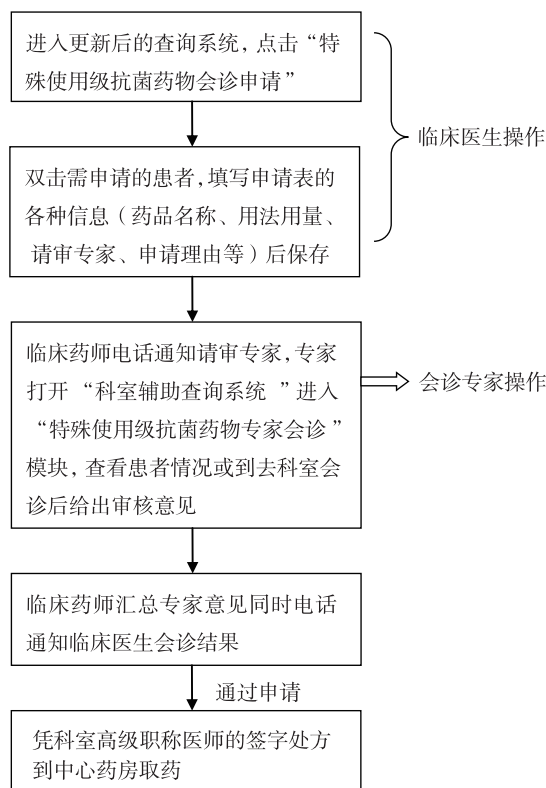 进入更新后的查询系统，点击“特
殊使用级抗菌药物会诊申请”
临床医生操作
双击需申请的患者，填写申请表的
各种信息（药品名称、用法用量、
请审专家、申请理由等）后保存
临床药师电话通知请审专家，专家
打开“科室辅助查询系统 ”进入
“特殊使用级抗菌药物专家会诊”
模块，查看患者情况或到去科室会
诊后给出审核意见
会诊专家操作
临床药师汇总专家意见同时电话
通知临床医生会诊结果
通过申请
凭科室高级职称医师的签字处方
到中心药房取药